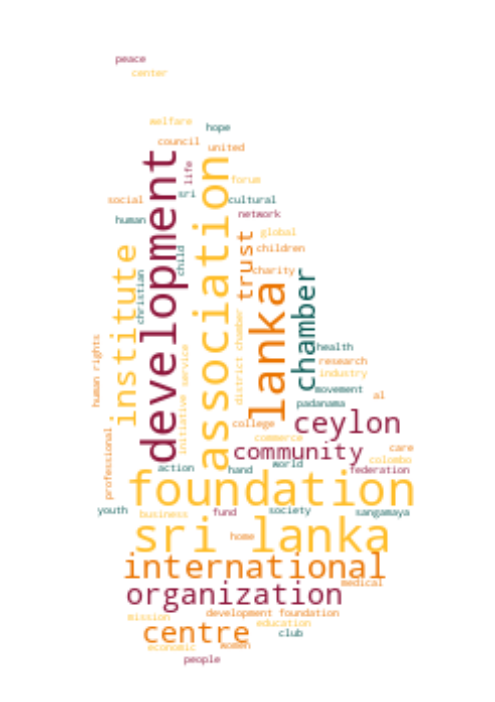 peace
center
welfare
hope
council
united
development
association
life
forum
social
sri
cultural
human
network
institute
trust
global
children
child
christian
charity
lanka
chamber
human rights
initiative
service
district chamber
health
research
industry
movement
al
padanama
professional
college
ceylon
commerce
community
care
colombo
action
hand
world
federation
foundation
youth
business
fund
society
sangamaya
sri lanka
home
international
medical
organization
mission
development foundation
education
centre
club
economic
women
people